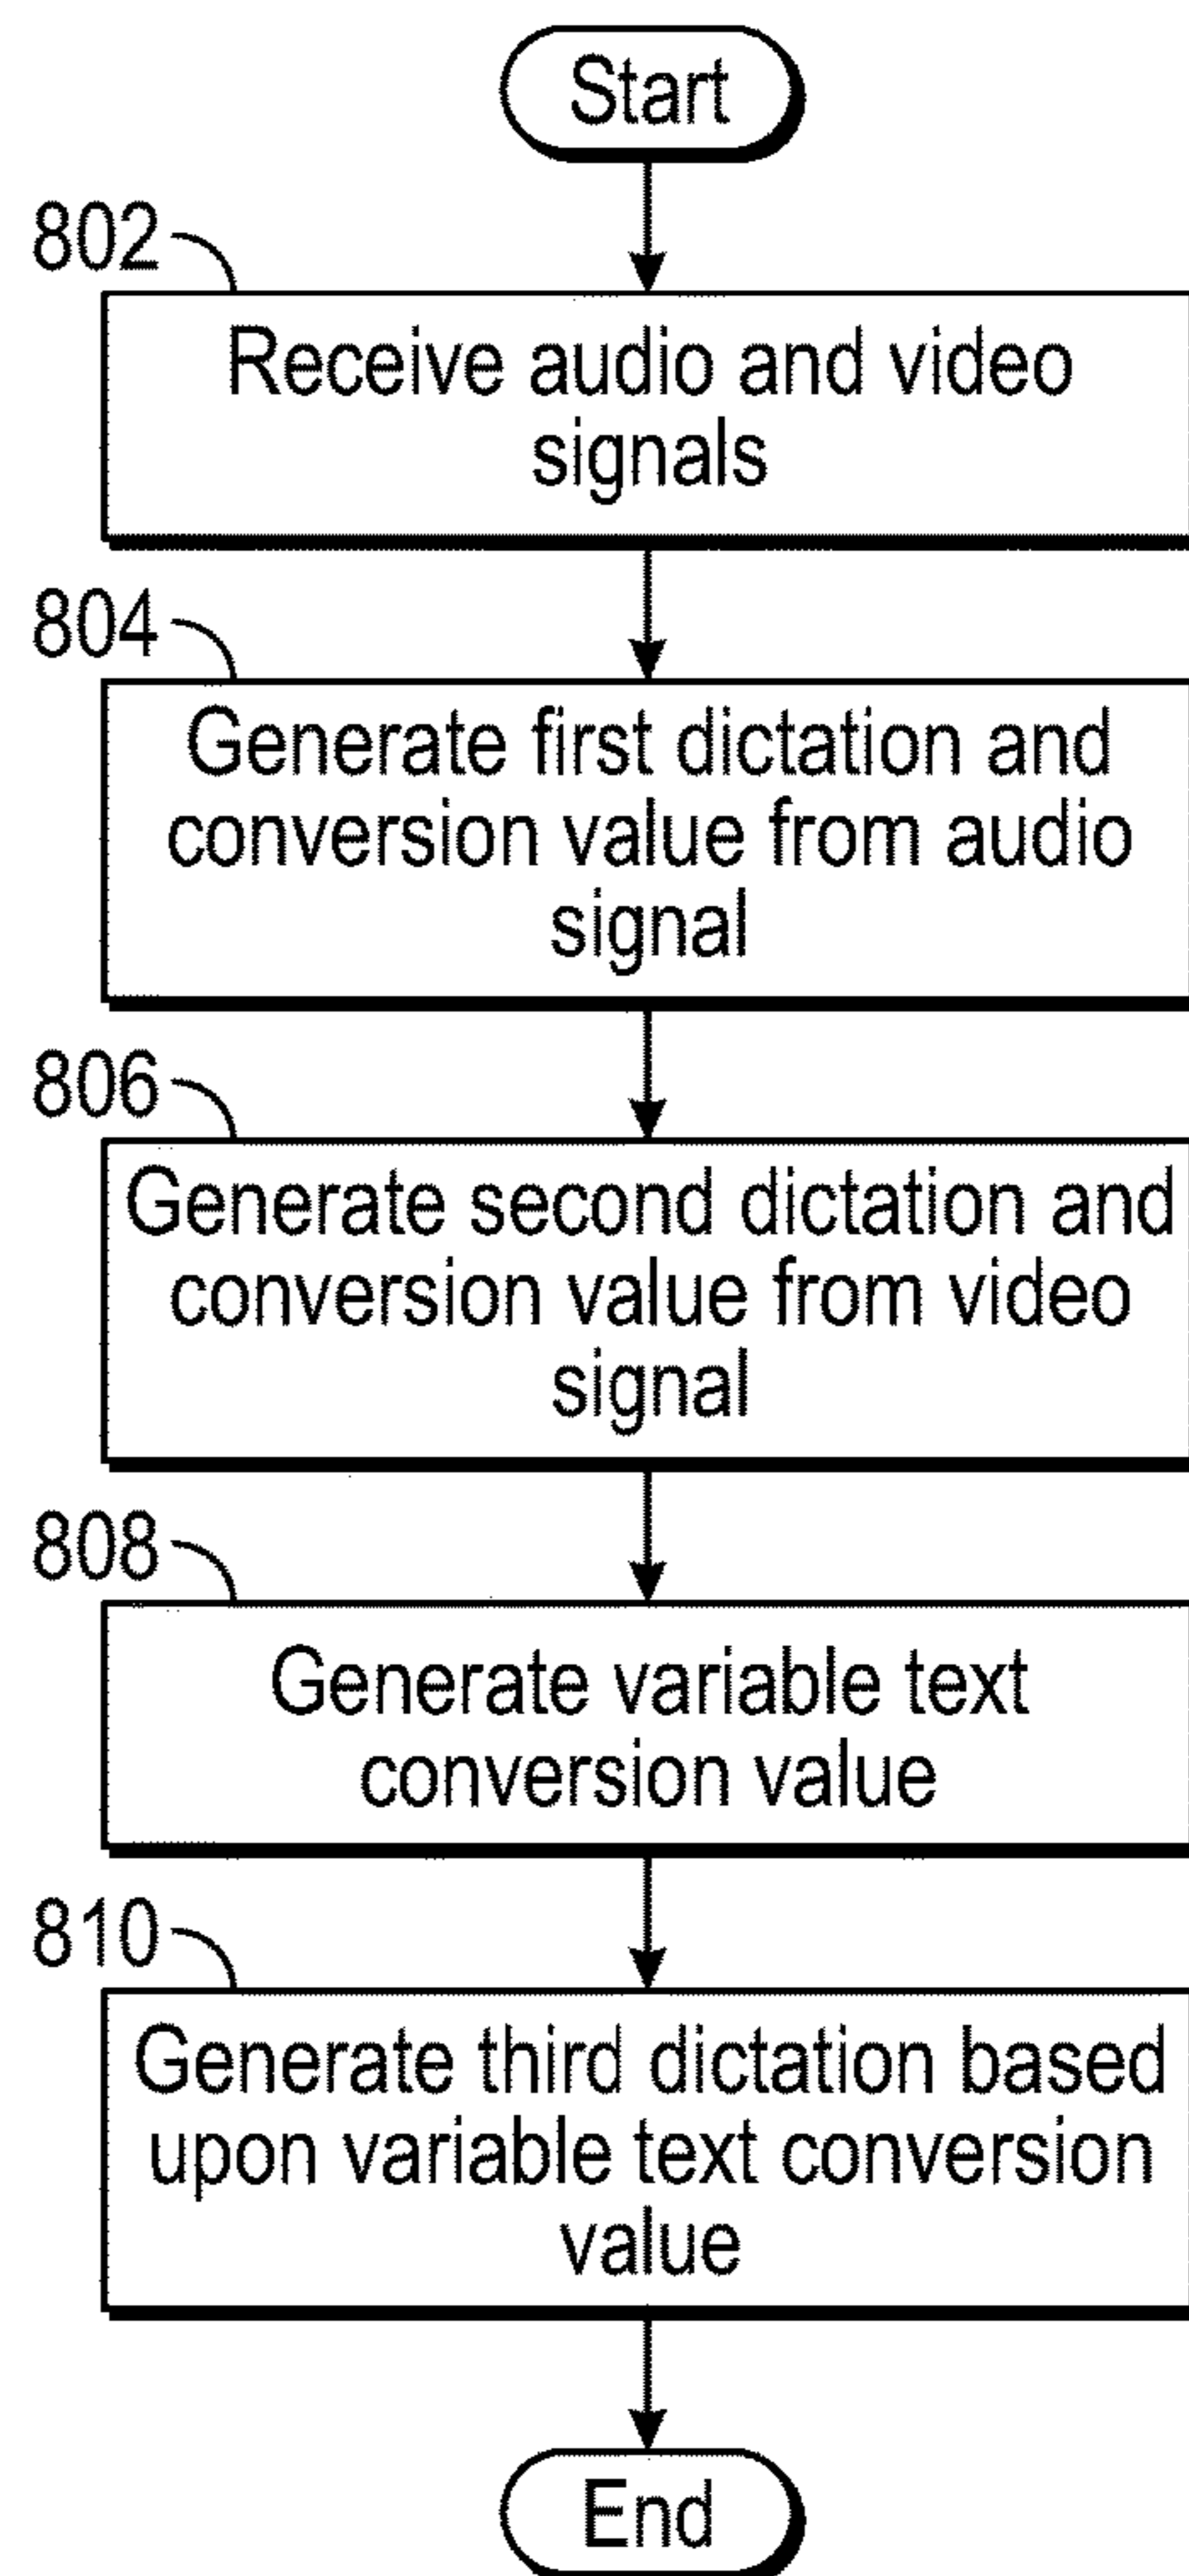 Start
802
Receive audio and video
signals
804
Generate first dictation and
conversion value from audio
signal
806
Generate second dictation and
conversion value from video
signal
808
Generate variable text
conversion value
810
Generate third dictation based
upon variable text conversion
value
End